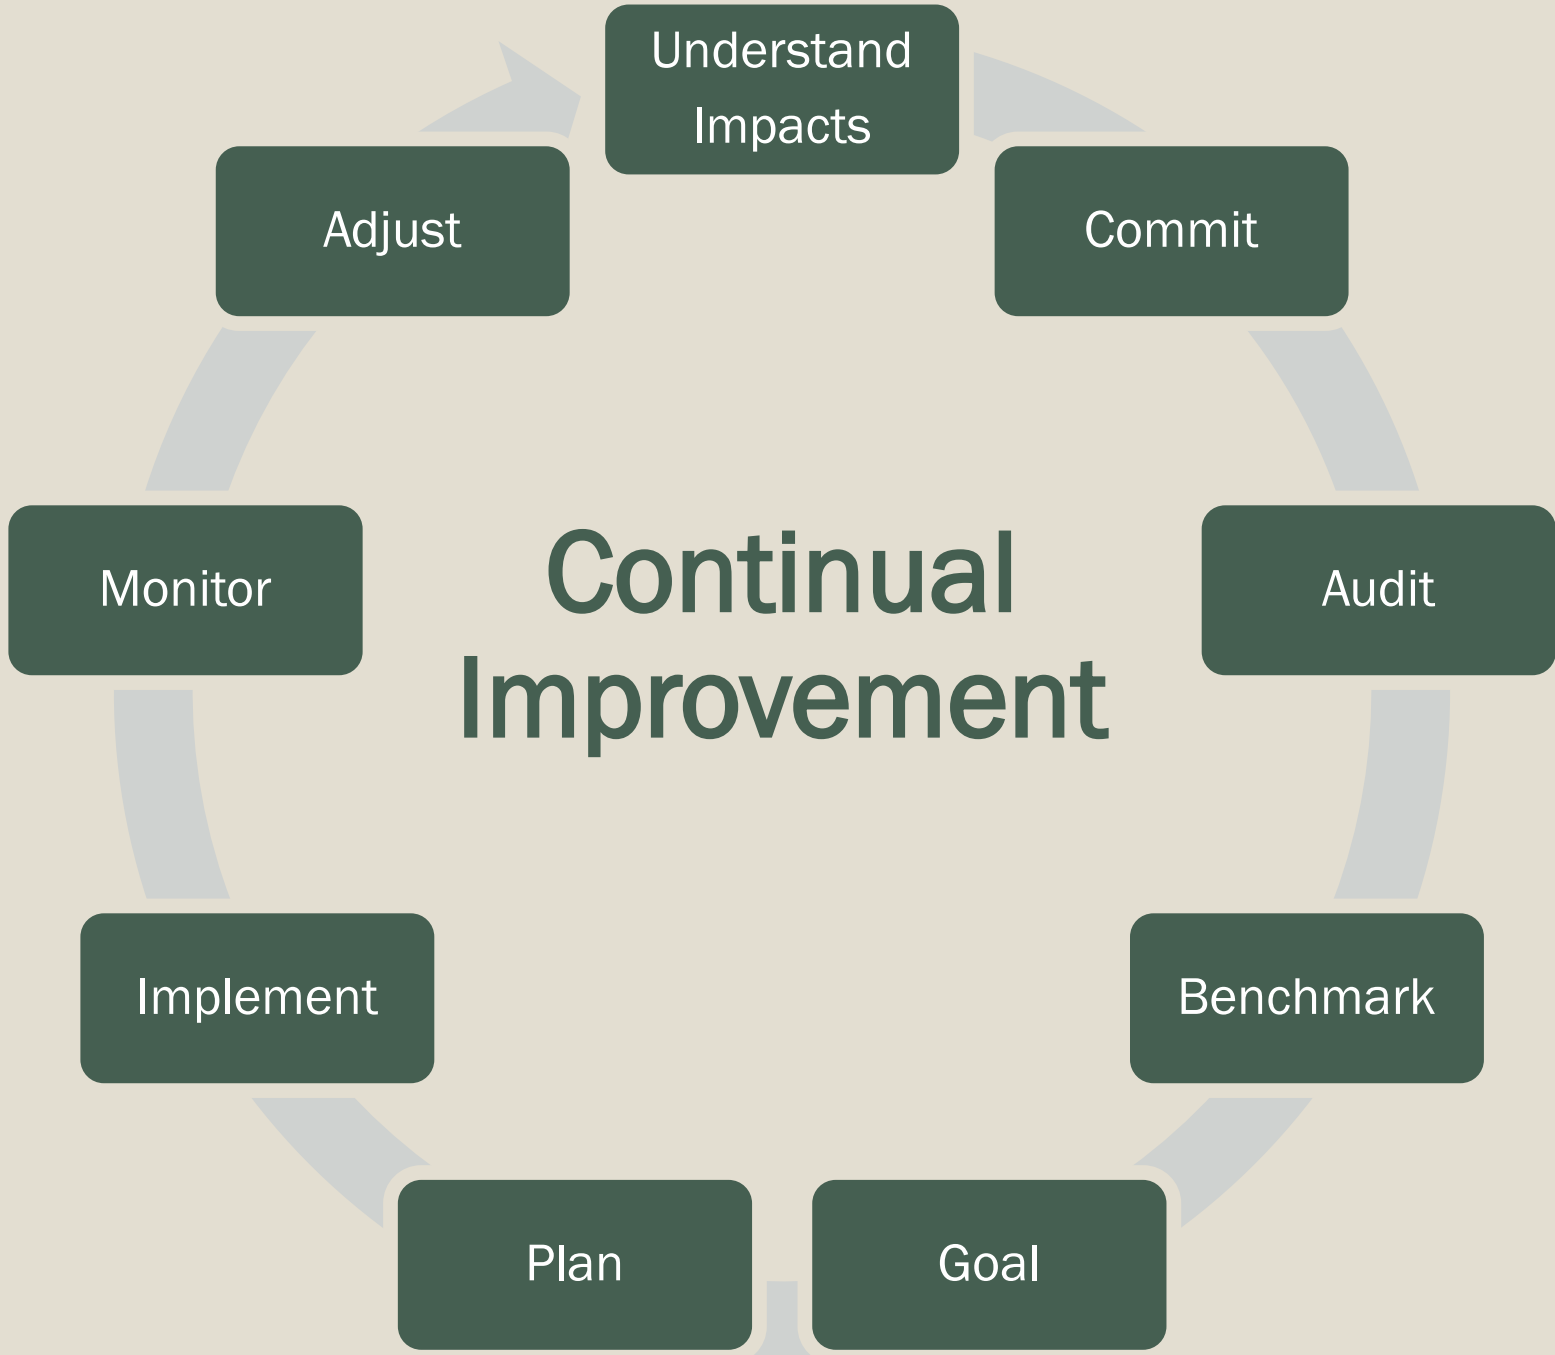 Understand
Impacts
Commit
Audit
Benchmark
Goal
Plan
Implement
Monitor
Adjust
Continual
Improvement